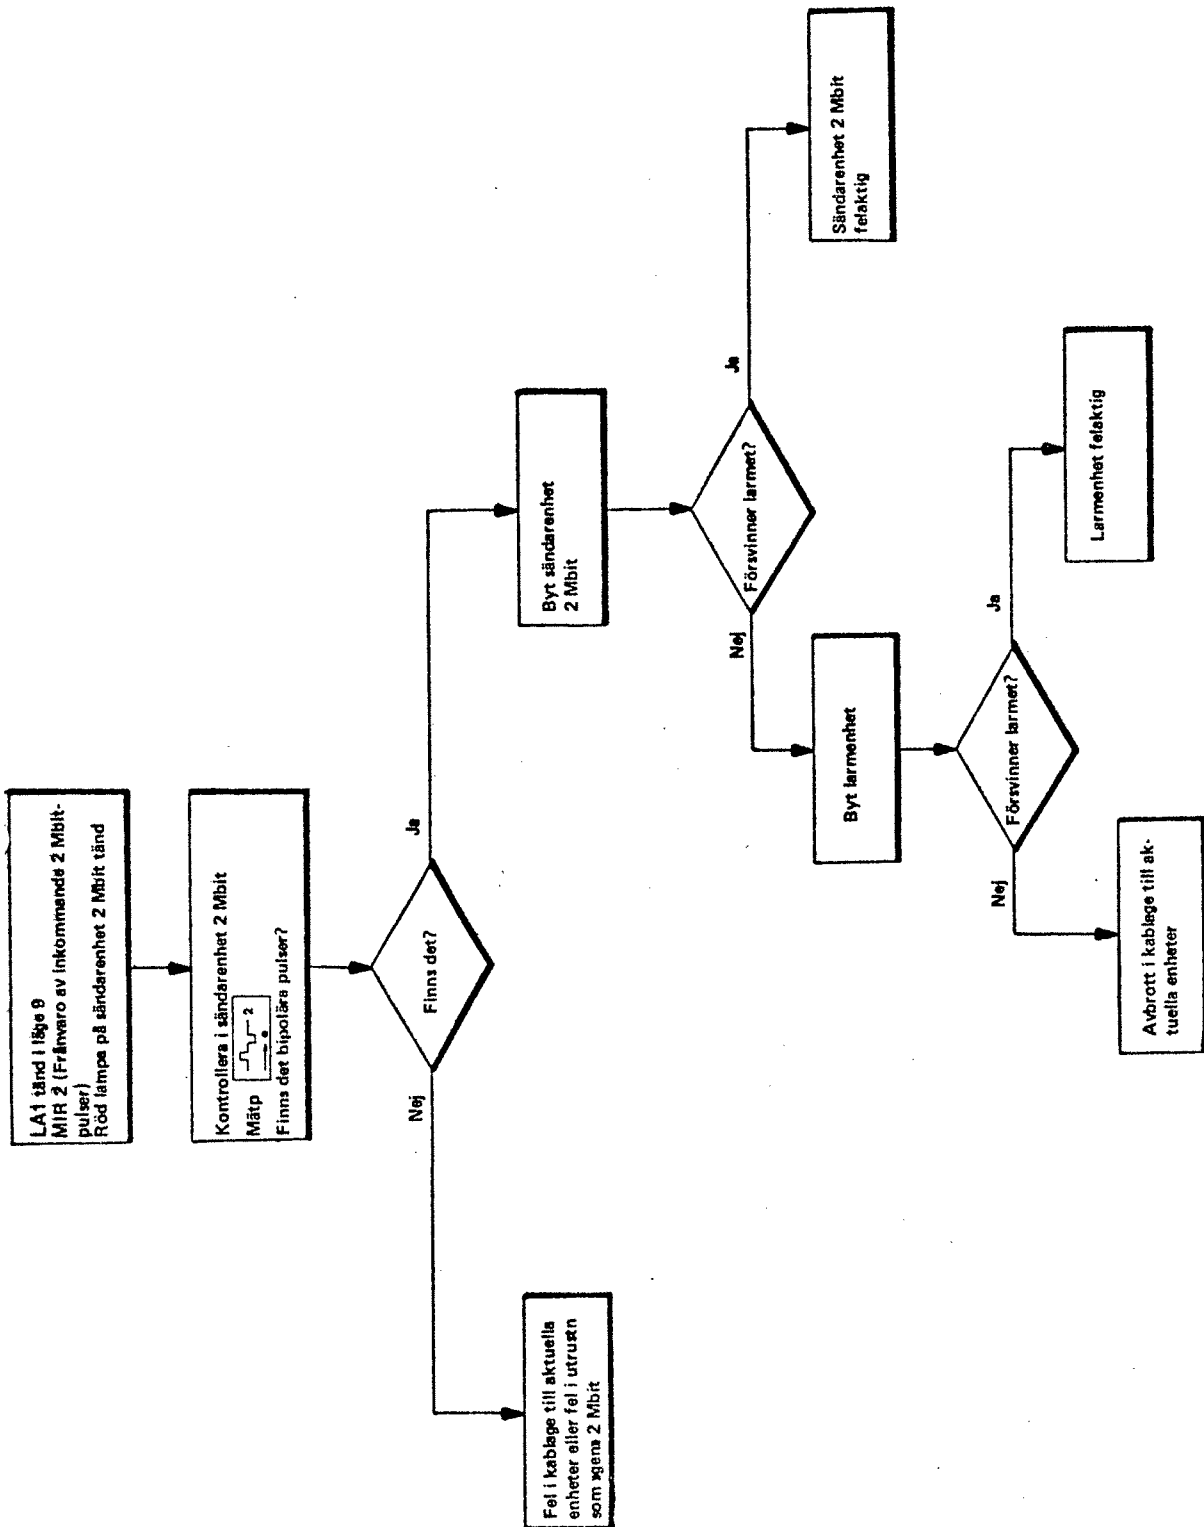 LA1 tänd i läge 9
MIR 2 (Frånvaro av inkommande 2 Mbit-
pulser)
Röd lampa på sändarenhet 2 Mbit tänd
Kontrollera i sändarenhet 2 Mbit
Mätp 2
Finns det bipolära pulser?
Finns det?
Nej
Ja
Fel i kablage till aktuella
enheter eller fel i utrustn
som 2 Mbit
Byt sändarenhet
2 Mbit
Försvinner larmet?
Nej
Ja
Byt larmenhet
Sändarenhet 2 Mbit
felaktig
Försvinner larmet?
Nej
Ja
Avbrott i kablage till ak-
tuella enheter
Larmenhet felaktig